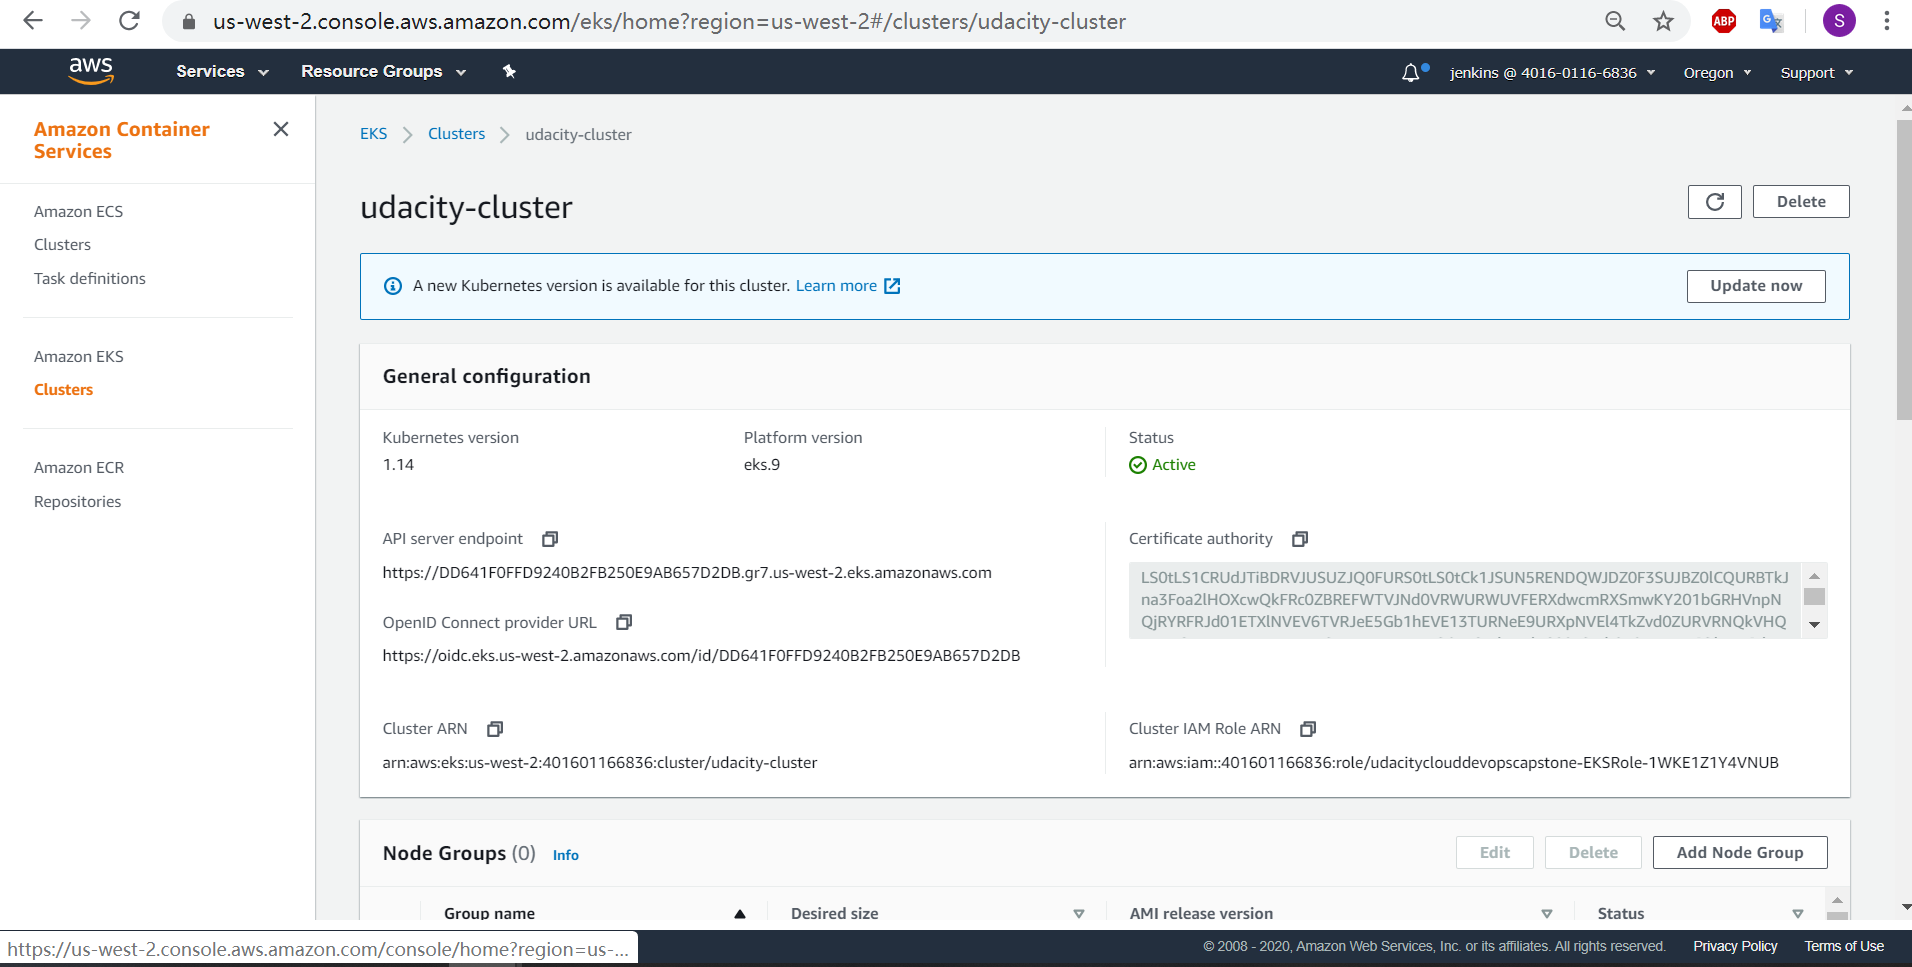 us-west-2.console.aws.amazon.com/eks/home?region=us-west-2#/clusters/udacity-cluster
ABP
G
S
aws
Services
Resource Groups
jenkins @ 4016-0116-6836
Oregon
Support
Amazon Container
Services
Amazon ECS
Clusters
Task definitions
Amazon EKS
Clusters
Amazon ECR
Repositories
EKS
Clusters
udacity-cluster
udacity-cluster
Delete
A new Kubernetes version is available for this cluster. Learn more
Update now
General configuration
Kubernetes version
1.14
Platform version
eks.9
Status
Active
API server endpoint
https://DD641F0FFD9240B2FB250E9AB657D2DB.gr7.us-west-2.eks.amazonaws.com
OpenID Connect provider URL
https://oidc.eks.us-west-2.amazonaws.com/id/DD641F0FFD9240B2FB250E9AB657D2DB
Certificate authority
LS0tLS1CRUdJTiBDRVJUSUZJQ0FURS0tLS0tCk1JSUN5RENDQWJDZ0F3SUJBZ0lCQURBTkJ
na3Foa2lHOXcwQkFRc0ZBREFWTVJNd0VRWURWUVFERXdwcmRXSmwKY201bGRHVnpN
QjRYRFRJd01ETXlNVEV6TVRJeE5Gb1hEVE13TURNeE9URXpNVEl4TkZvd0ZURVRNQkVHQ
Cluster ARN
arn:aws:eks:us-west-2:401601166836:cluster/udacity-cluster
Cluster IAM Role ARN
arn:aws:iam::401601166836:role/udacityclouddevopscapstone-EKSRole-1WKE1Z1Y4VNUB
Node Groups (0)
Info
Edit
Delete
Add Node Group
Group name
Desired size
AMI release version
Status
https://us-west-2.console.aws.amazon.com/console/home?region=us-...
© 2008 - 2020, Amazon Web Services, Inc. or its affiliates. All rights reserved.
Privacy Policy
Terms of Use